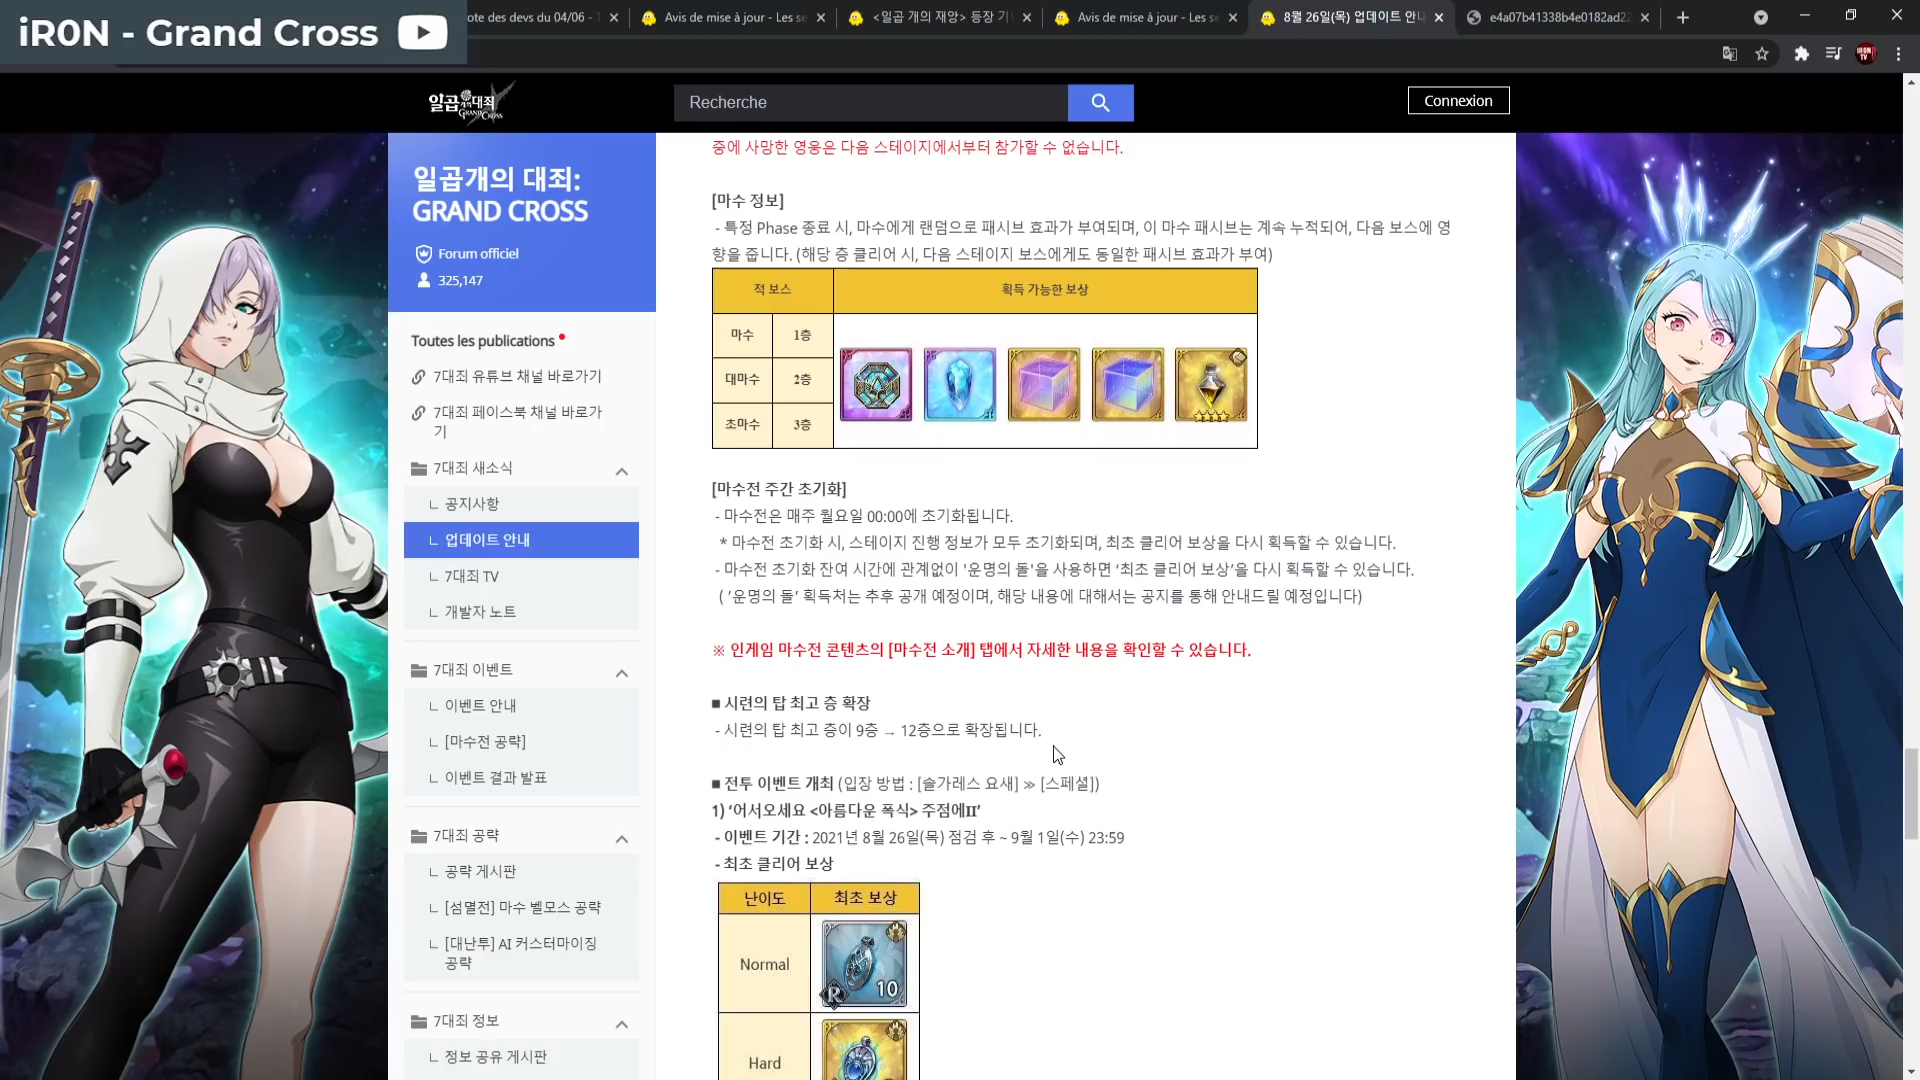 iR0N - Grand Cross
ote des devs du 04/06 - T
Avis de mise à jour - Les se
<일곱 개의 재앙> 등장 기
Avis de mise à jour - Les se
8월 26일(목) 업데이트 안나
e4a07b41338b4e0182ad22
일곱개의 대죄
GRAND CROSS
Recherche
Connexion
일곱개의 대죄:
GRAND CROSS
Forum officiel
325,147
Toutes les publications
7대죄 유튜브 채널 바로가기
7대죄 페이스북 채널 바로가
기
7대죄 새소식
공지사항
업데이트 안내
7대죄 TV
개발자 노트
7대죄 이벤트
이벤트 안내
[마수전 공략]
이벤트 결과 발표
7대죄 공략
공략 게시판
[섬멸전] 마수 벨모스 공략
[대난투] AI 커스터마이징
공략
7대죄 정보
정보 공유 게시판
중에 사망한 영웅은 다음 스테이지에서부터 참가할 수 없습니다.
[마수 정보]
- 특정 Phase 종료 시, 마수에게 랜덤으로 패시브 효과가 부여되며, 이 마수 패시브는 계속 누적되어, 다음 보스에 영
향을 줍니다. (해당 층 클리어 시, 다음 스테이지 보스에게도 동일한 패시브 효과가 부여)
적 보스 획득 가능한 보상
마수 1층
대마수 2층
초마수 3층
[마수전 주간 초기화]
- 마수전은 매주 월요일 00:00에 초기화됩니다.
* 마수전 초기화 시, 스테이지 진행 정보가 모두 초기화되며, 최초 클리어 보상을 다시 획득할 수 있습니다.
- 마수전 초기화 잔여 시간에 관계없이 '운명의 돌'을 사용하면 ‘최초 클리어 보상’을 다시 획득할 수 있습니다.
( ’운명의 돌’ 획득처는 추후 공개 예정이며, 해당 내용에 대해서는 공지를 통해 안내드릴 예정입니다)
※ 인게임 마수전 콘텐츠의 [마수전 소개] 탭에서 자세한 내용을 확인할 수 있습니다.
■ 시련의 탑 최고 층 확장
- 시련의 탑 최고 층이 9층 → 12층으로 확장됩니다.
■ 전투 이벤트 개최 (입장 방법 : [솔가레스 요새] ≫ [스페셜])
1) ‘어서오세요 <아름다운 폭식> 주점에Ⅱ’
- 이벤트 기간 : 2021년 8월 26일(목) 점검 후 ~ 9월 1일(수) 23:59
- 최초 클리어 보상
난이도 최초 보상
Normal
R 10
Hard